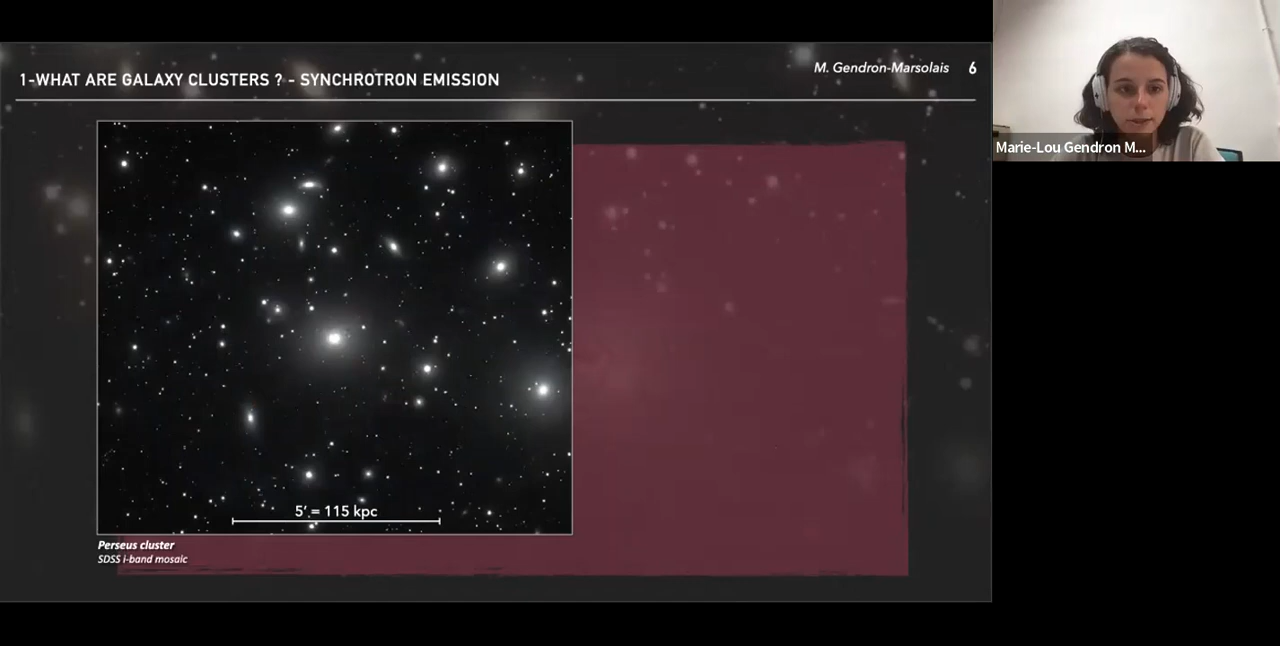 1-WHAT ARE GALAXY CLUSTERS ? - SYNCHROTRON EMISSION
M. Gendron-Marsolais 6
Marie-Lou Gendron M...
5′ = 115 kpc
Perseus cluster
SDSS i-band mosaic